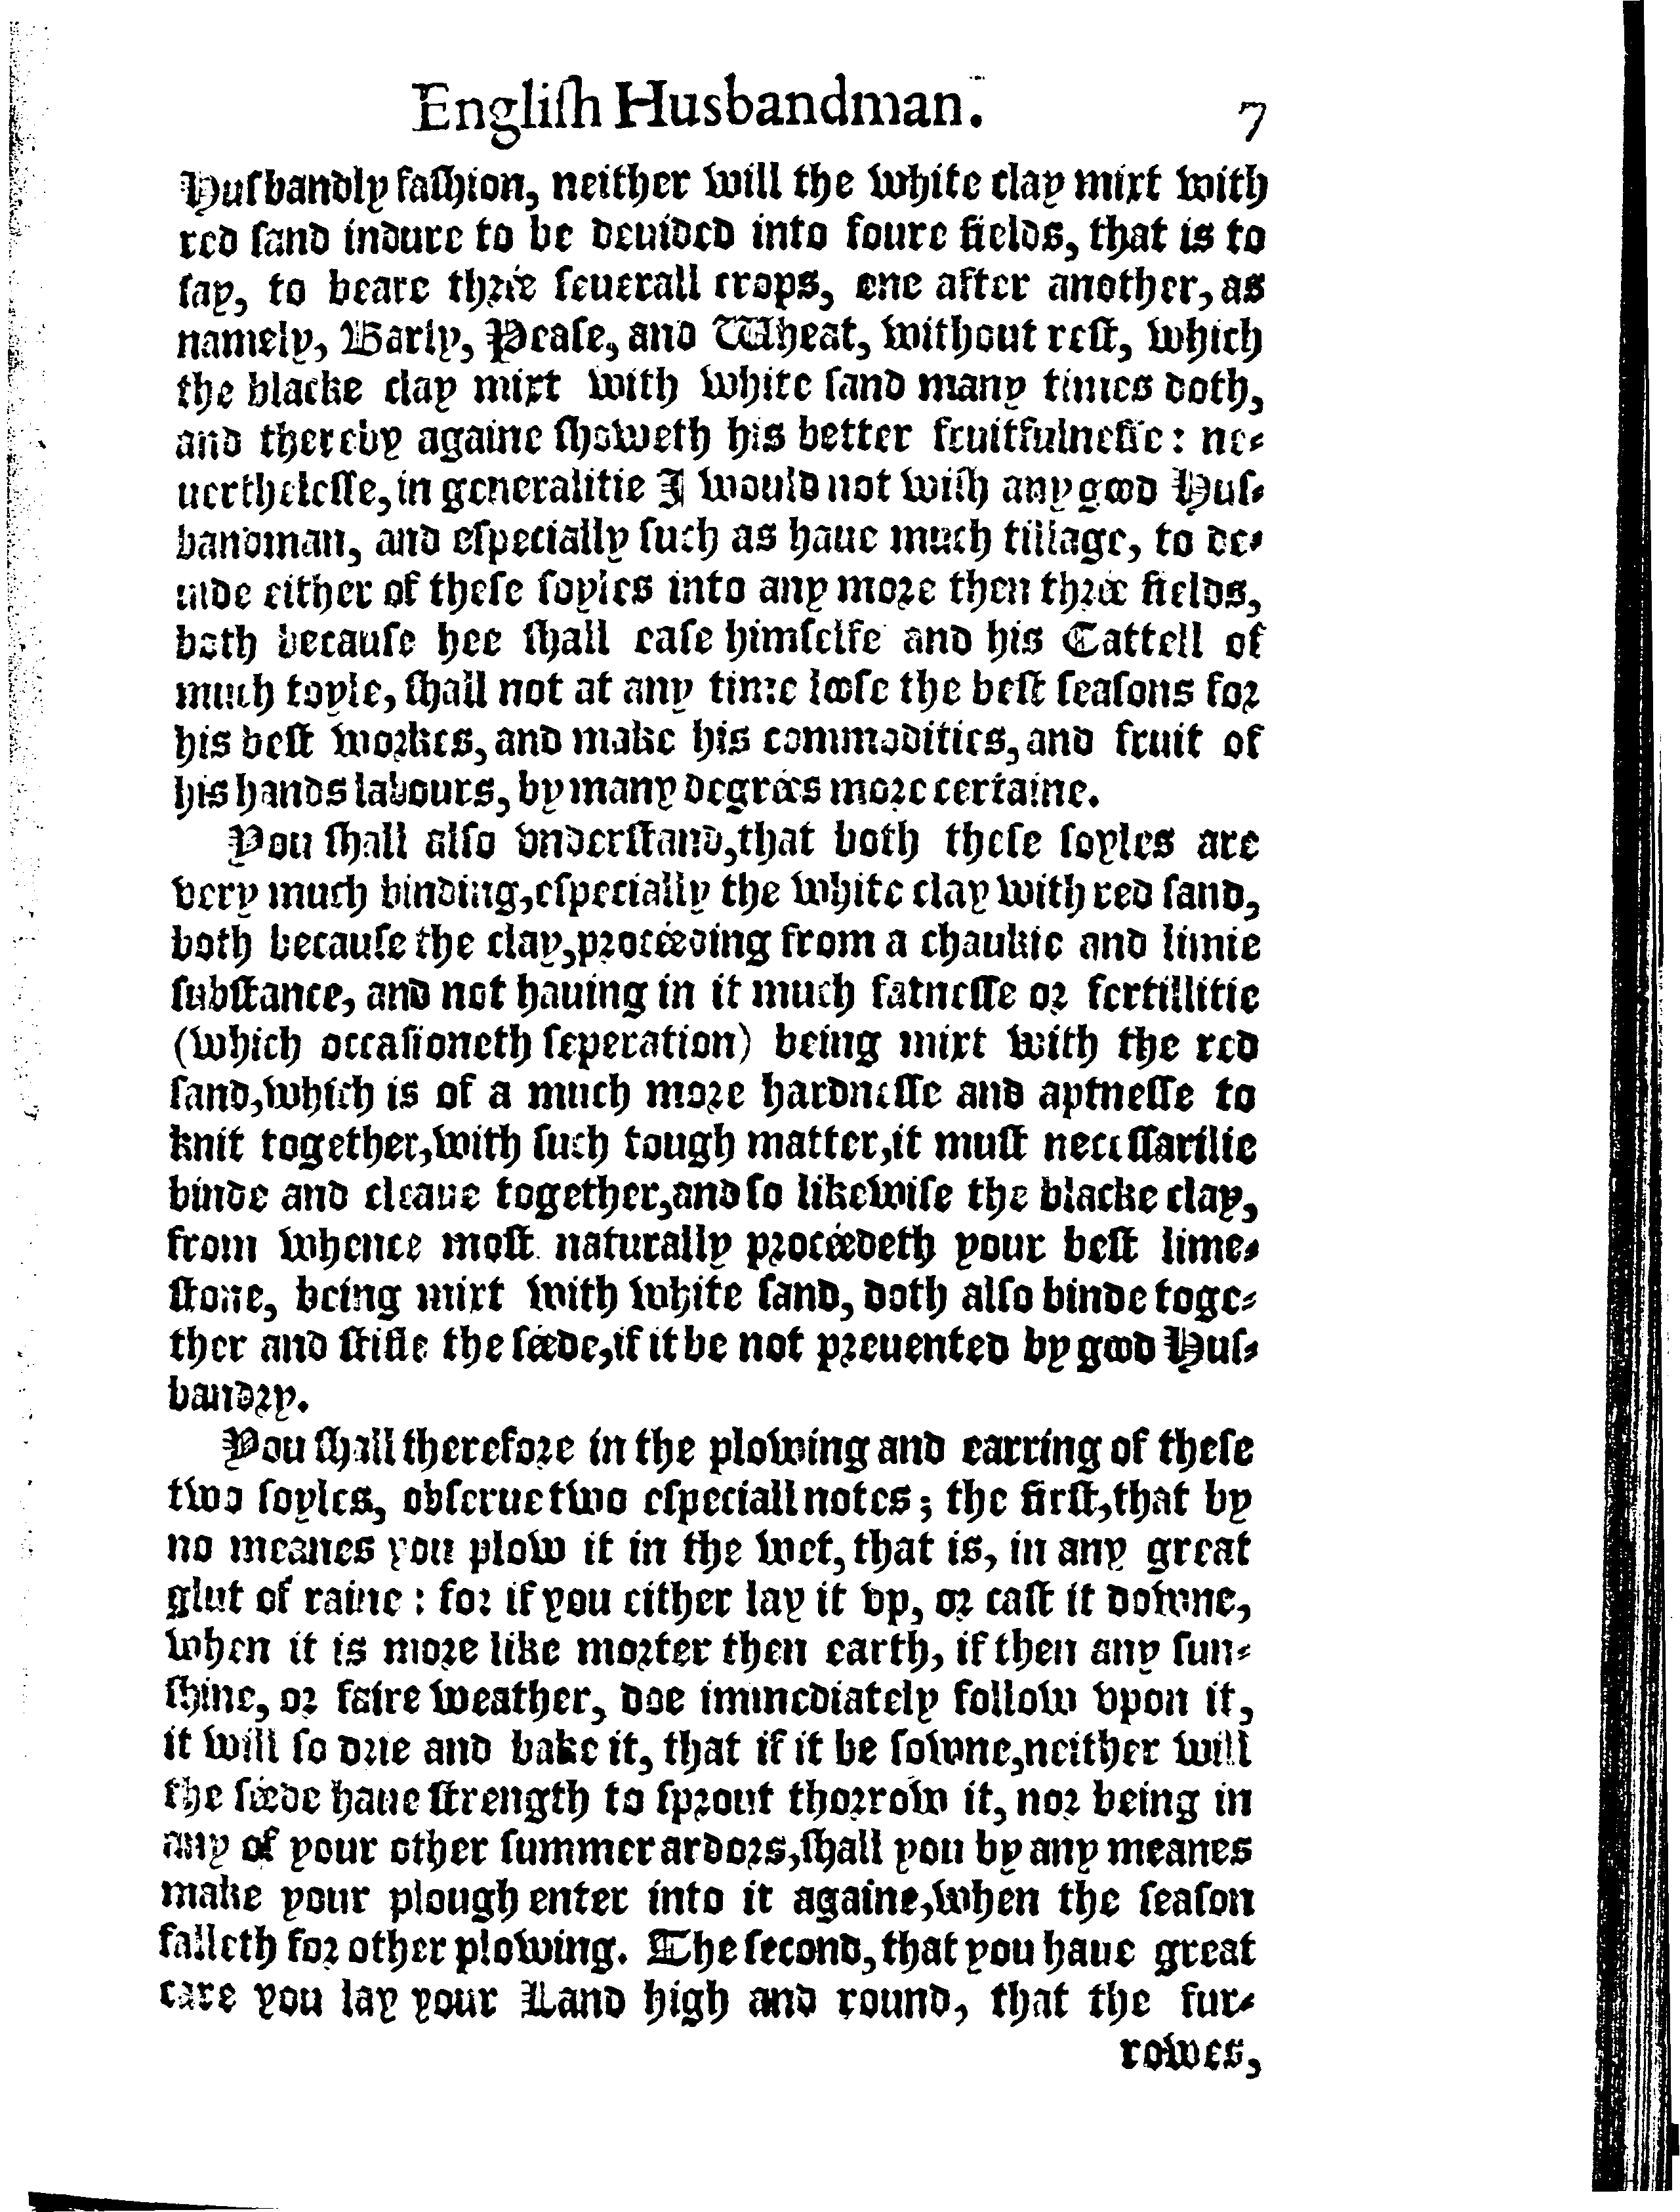 Engliſh Husbandman. 7
Huſbandly faſhion, neither will the white clay mixt with
red ſand indure to be deuided into foure fields, that is to
ſay, to beare thrée ſeuerall crops, one after another, as
namely, Barly, Peaſe, and Wheat, without reſt, which
the blacke clay mixt with white ſand many times doth,
and thereby againe ſhoweth his better fruitfulneſſe: ne-
uertheleſſe, in generalitie I would not wiſh any good Huſ-
bandman, and eſpecially ſuch as haue much tillage, to de-
uide either of theſe ſoyles into any more then thrée fields,
both becauſe hee ſhall eaſe himſelfe and his Cattell of
much toyle, ſhall not at any time looſe the beſt ſeaſons for
his beſt workes, and make his commodities, and fruit of
his hands labours, by many degrées more certaine.
You ſhall alſo vnderſtand, that both theſe ſoyles are
very much binding, eſpecially the white clay with red ſand,
both becauſe the clay, procéeding from a chaukie and limie
ſubſtance, and not hauing in it much fatneſſe or fertillitie
(which occaſioneth ſeperation) being mixt with the red
ſand, which is of a much more hardneſſe and aptneſſe to
knit together, with ſuch tough matter, it muſt neceſſarilie
binde and cleaue together, and ſo likewiſe the blacke clay,
from whence moſt naturally procéedeth your beſt lime-
ſtone, being mixt with white ſand, doth alſo binde toge-
ther and ſtifle the ſéede, if it be not preuented by good Huſ-
bandry.
You ſhall therefore in the plowing and earring of theſe
two ſoyles, obſerue two eſpeciall notes; the firſt, that by
no meanes you plow it in the wet, that is, in any great
glut of raine: for if you either lay it vp, or caſt it downe,
when it is more like morter then earth, if then any ſun-
ſhine, or faire weather, doe immediately follow vpon it,
it will ſo drie and bake it, that if it be ſowne, neither will
the ſéede haue ſtrength to ſprout thorrow it, nor being in
any of your other ſummer ardors, ſhall you by any meanes
make your plough enter into it againe, when the ſeaſon
falleth for other plowing. The ſecond, that you haue great
care you lay your Land high and round, that the fur-
rowes,